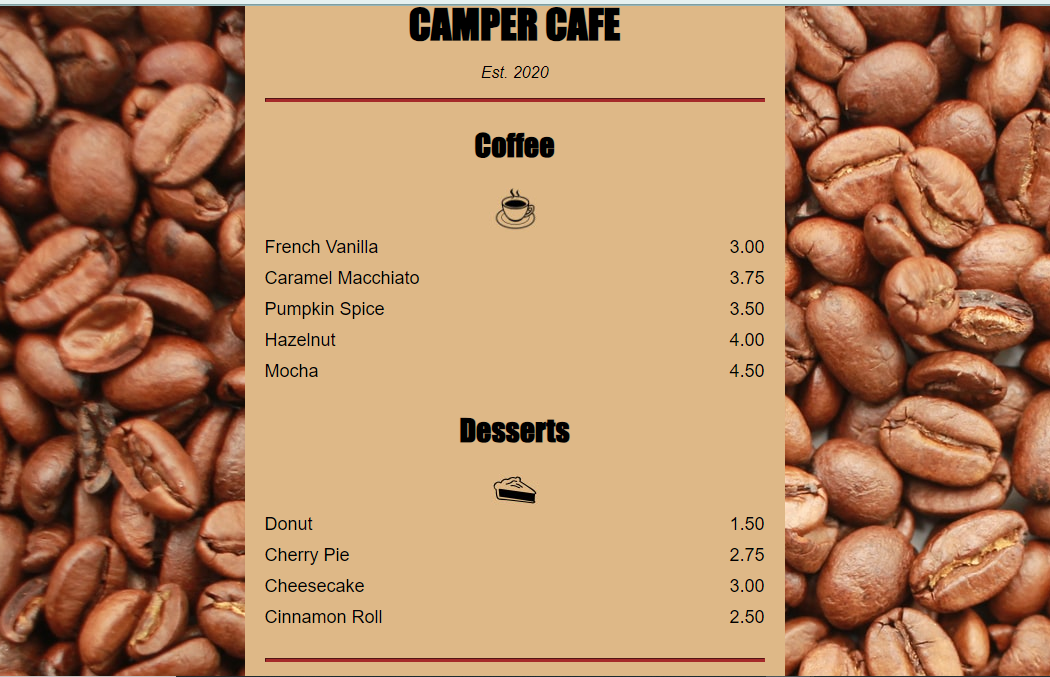 CAMPER CAFE
Est. 2020
Coffee
French Vanilla 3.00
Caramel Macchiato 3.75
Pumpkin Spice 3.50
Hazelnut 4.00
Mocha 4.50
Desserts
Donut 1.50
Cherry Pie 2.75
Cheesecake 3.00
Cinnamon Roll 2.50